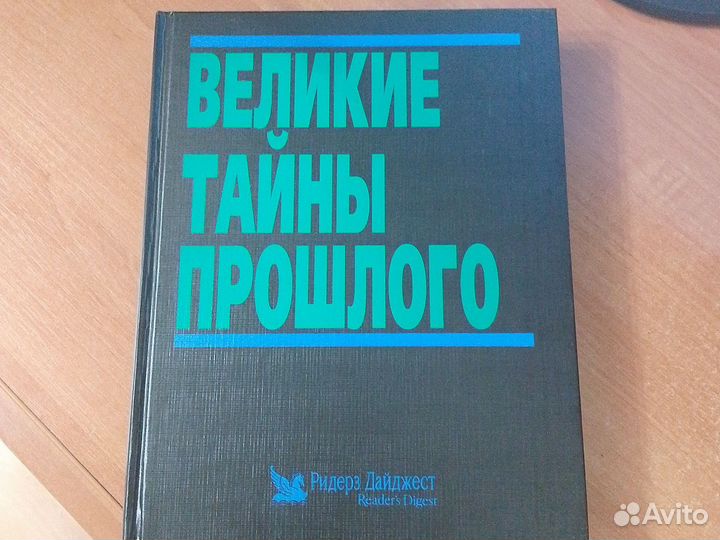 ВЕЛИКИЕ
ТАЙНЫ
ПРОШЛОГО
Ридерз Дайджест
Reader's Digest
Avito